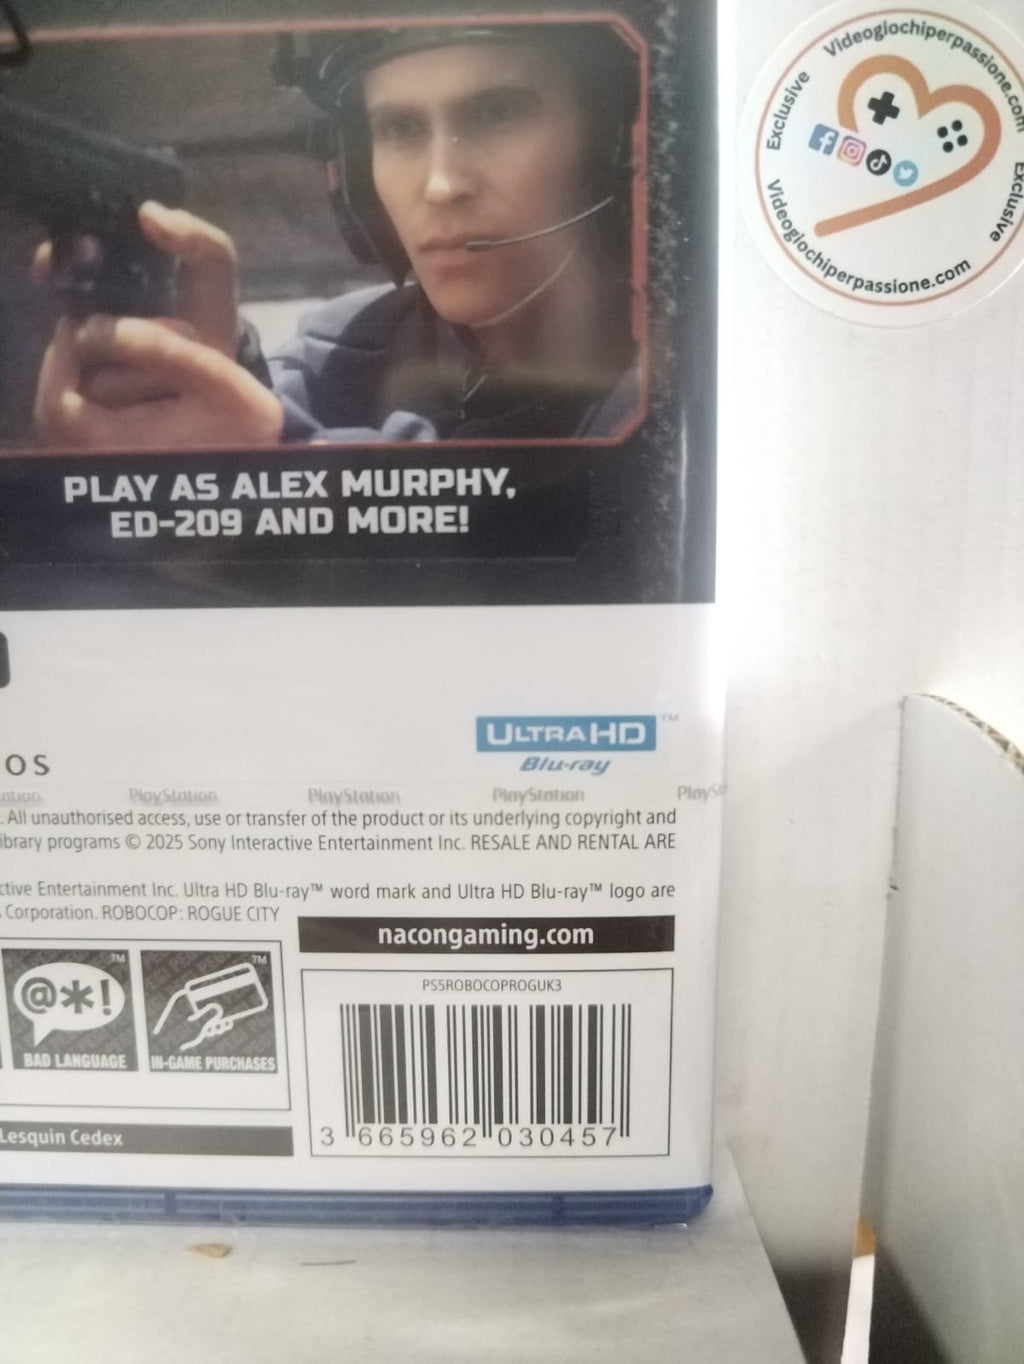 Videogiochiperpassione.com
Exclusive
Exclusive
Videogiochiperpassione.com
PLAY AS ALEX MURPHY,
ED-209 AND MORE!
ULTRA HD™
Blu-ray
OS
PlayStation PlayStation PlayStation
. All unauthorised access, use or transfer of the product or its underlying copyright and
library programs © 2025 Sony Interactive Entertainment Inc. RESALE AND RENTAL ARE
ctive Entertainment Inc. Ultra HD Blu-ray™ word mark and Ultra HD Blu-ray™ logo are
Corporation. ROBOCOP: ROGUE CITY
nacongaming.com
@*!
TM
BAD LANGUAGE
TM
IN-GAME PURCHASES
PS5ROBOCOPROGUK3
3 665962 030457
Lesquin Cedex